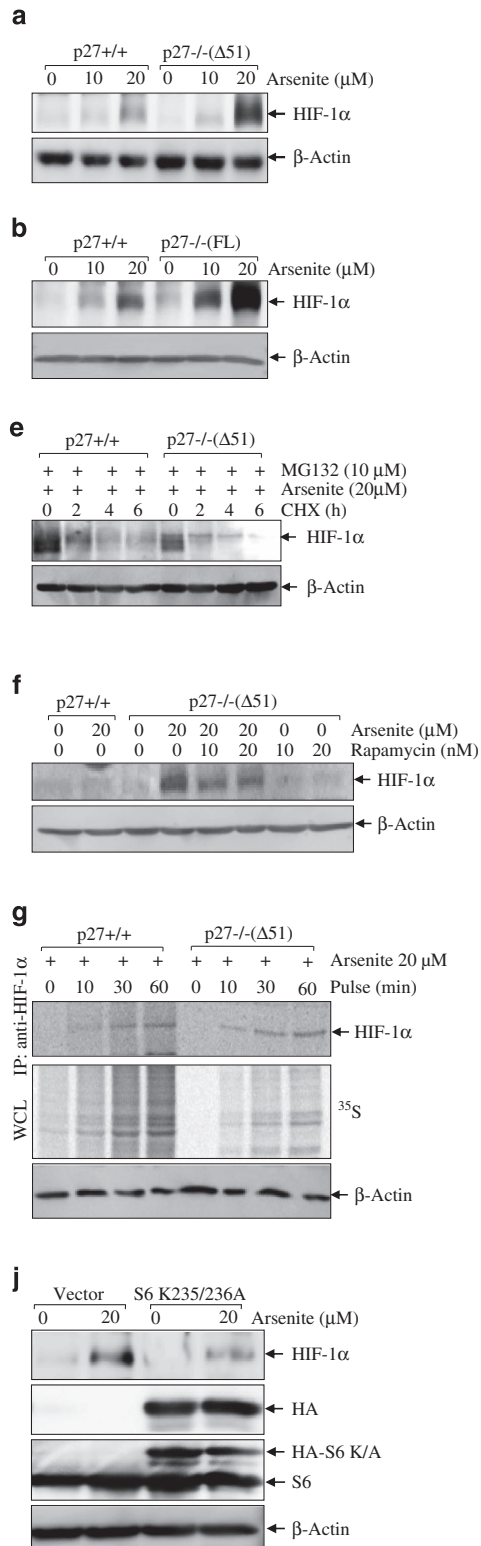 a
p27+/+ p27-/-(Δ51)
0 10 20 0 10 20 Arsenite (μM)
HIF-1α
β-Actin
b
p27+/+ p27-/-(FL)
0 10 20 0 10 20 Arsenite (μM)
HIF-1α
β-Actin
e
p27+/+ p27-/-(Δ51)
+ + + + + + + + MG132 (10 μM)
+ + + + + + + + Arsenite (20μM)
0 2 4 6 0 2 4 6 CHX (h)
HIF-1α
β-Actin
f
p27+/+ p27-/-(Δ51)
0 20 0 20 20 20 0 0 Arsenite (μM)
0 0 0 0 10 20 10 20 Rapamycin (nM)
HIF-1α
β-Actin
g
p27+/+ p27-/-(Δ51)
+ + + + + + + + Arsenite 20 μM
0 10 30 60 0 10 30 60 Pulse (min)
IP: anti-HIF-1α
HIF-1α
WCL
35S
β-Actin
j
Vector S6 K235/236A
0 20 0 20 Arsenite (μM)
HIF-1α
HA
HA-S6 K/A
S6
β-Actin